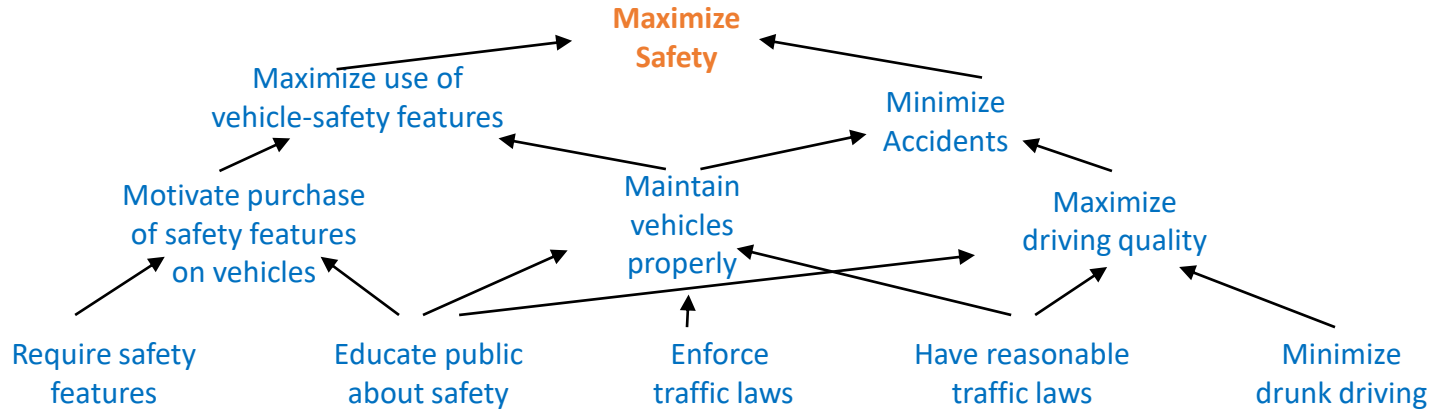 Maximize
Safety
Maximize use of
vehicle-safety features
Minimize
Accidents
Motivate purchase
of safety features
on vehicles
Maintain
vehicles
properly
Maximize
driving quality
Require safety
features
Educate public
about safety
Enforce
traffic laws
Have reasonable
traffic laws
Minimize
drunk driving